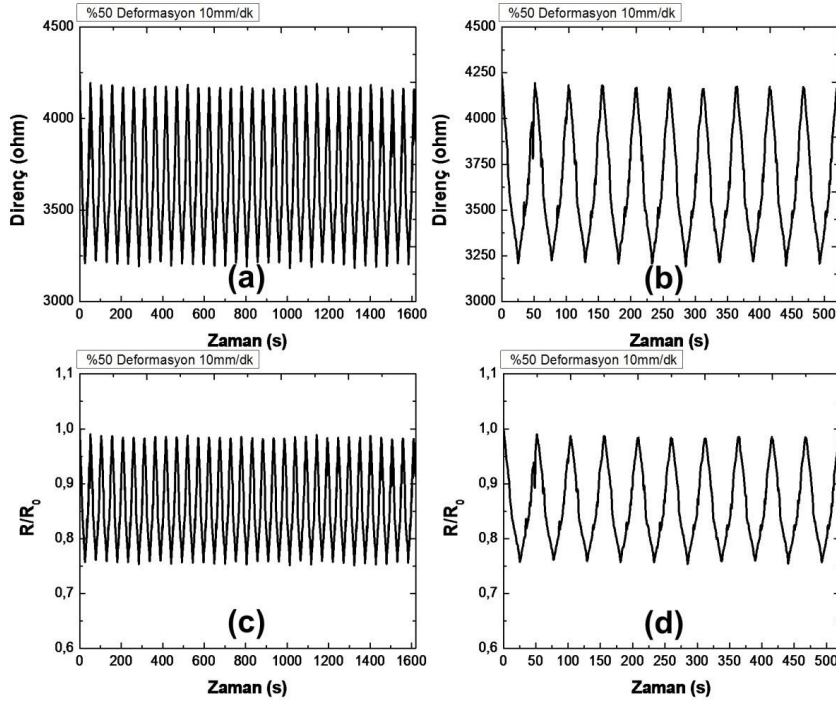 %50 Deformasyon 10mm/dk
4500
4000
3500
3000
Direnç (ohm)
0 200 400 600 800 1000 1200 1400 1600
Zaman (s)
(a)
%50 Deformasyon 10mm/dk
4500
4250
4000
3750
3500
3250
3000
Direnç (ohm)
0 50 100 150 200 250 300 350 400 450 500
Zaman (s)
(b)
%50 Deformasyon 10mm/dk
1,1
1,0
0,9
0,8
0,7
0,6
R/R0
0 200 400 600 800 1000 1200 1400 1600
Zaman (s)
(c)
%50 Deformasyon 10mm/dk
1,1
1,0
0,9
0,8
0,7
0,6
R/R0
0 50 100 150 200 250 300 350 400 450 500
Zaman (s)
(d)